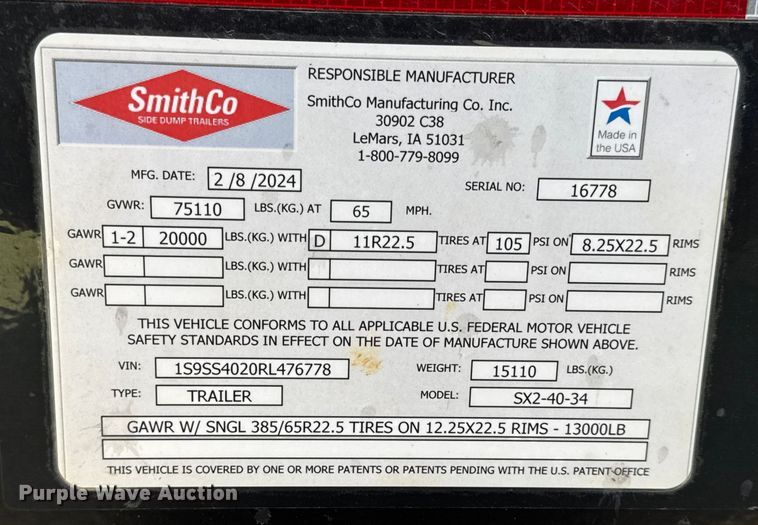 SmithCo
SIDE DUMP TRAILERS
RESPONSIBLE MANUFACTURER
SmithCo Manufacturing Co. Inc.
30902 C38
LeMars, IA 51031
1-800-779-8099
Made in
the USA
MFG. DATE: 2 /8 /2024 SERIAL NO: 16778
GVWR: 75110 LBS.(KG.) AT 65 MPH.
GAWR 1-2 20000 LBS.(KG.) WITH D 11R22.5 TIRES AT 105 PSI ON 8.25X22.5 RIMS
GAWR LBS.(KG.) WITH TIRES AT PSI ON RIMS
GAWR LBS.(KG.) WITH TIRES AT PSI ON RIMS
THIS VEHICLE CONFORMS TO ALL APPLICABLE U.S. FEDERAL MOTOR VEHICLE
SAFETY STANDARDS IN EFFECT ON THE DATE OF MANUFACTURE SHOWN ABOVE.
VIN: 1S9SS4020RL476778 WEIGHT: 15110 LBS.(KG.)
TYPE: TRAILER MODEL: SX2-40-34
GAWR W/ SNGL 385/65R22.5 TIRES ON 12.25X22.5 RIMS - 13000LB
THIS VEHICLE IS COVERED BY ONE OR MORE PATENTS OR PATENTS PENDING WITH THE U.S. PATENT OFFICE
Purple Wave Auction